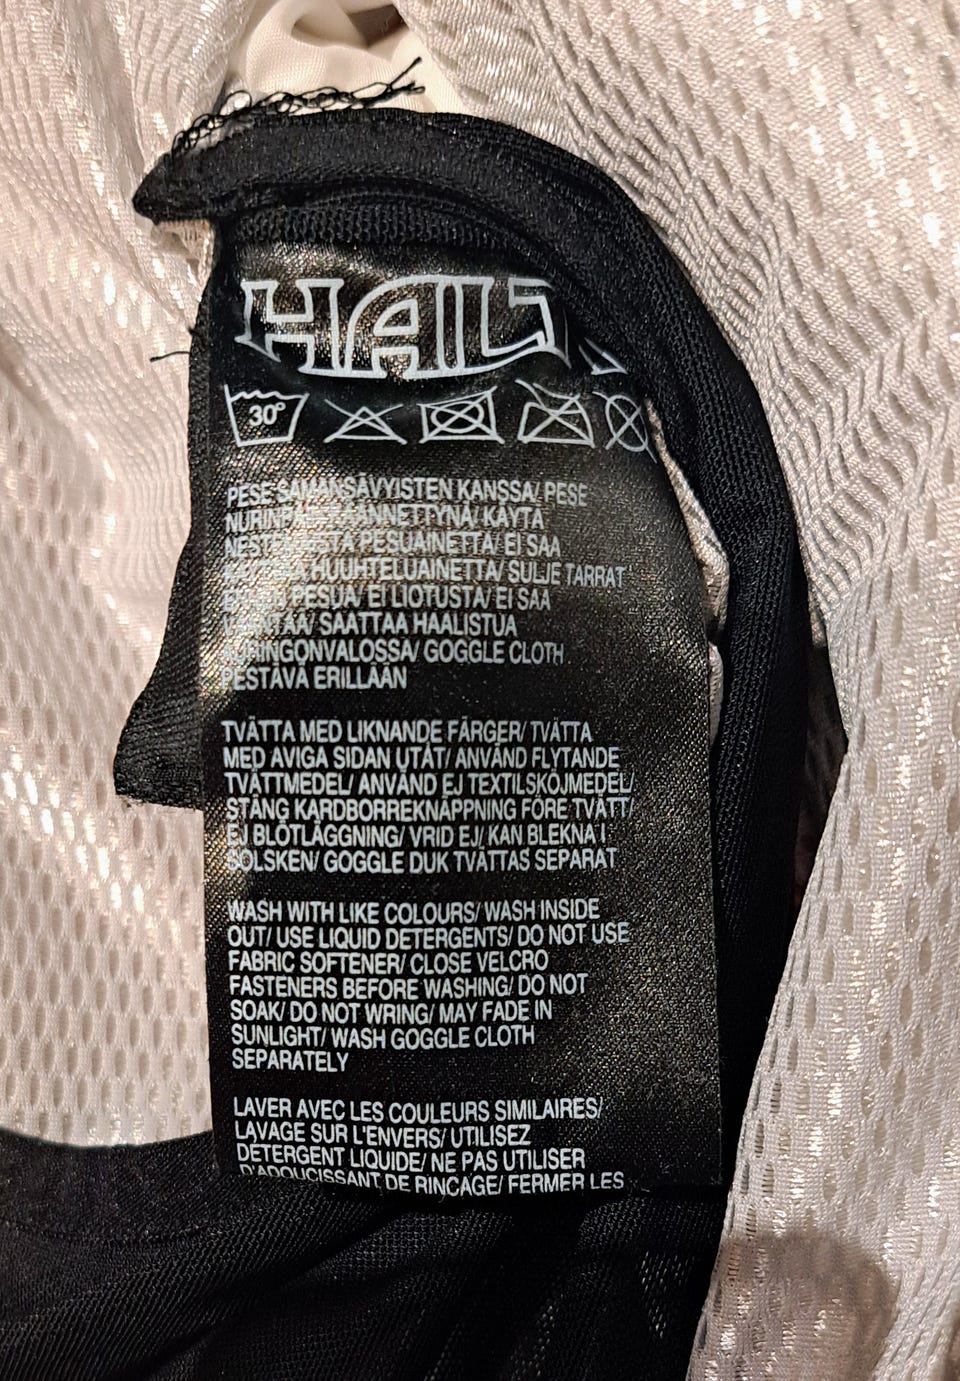 HALT
30°
PESE SAMANSÄVYISTEN KANSSA/ PESE
KÄYTÄ
PESUAINETTA/ EI SAA
HUUHTELUAINETTA/ SULJE TARRAT
PESUA/ EI LIOTUSTA/ EI SAA
SAATTAA HAALISTUA
GOGGLE CLOTH
PESTÄVÄ ERILLÄÄN
TVÄTTA MED LIKNANDE FÄRGER/ TVÄTTA
MED AVIGA SIDAN UTÅT/ ANVÄND FLYTANDE
TVÄTTMEDEL/ ANVÄND EJ TEXTILSKÖJMEDEL/
STÄNG KARDBORREKNÄPPNING FÖRE TVÄTT/
EJ BLÖTLÄGGNING/ VRID EJ/ KAN BLEKNA I
SOLSKEN/ GOGGLE DUK TVÄTTAS SEPARAT
WASH WITH LIKE COLOURS/ WASH INSIDE
OUT/ USE LIQUID DETERGENTS/ DO NOT USE
FABRIC SOFTENER/ CLOSE VELCRO
FASTENERS BEFORE WASHING/ DO NOT
SOAK/ DO NOT WRING/ MAY FADE IN
SUNLIGHT/ WASH GOGGLE CLOTH
SEPARATELY
LAVER AVEC LES COULEURS SIMILAIRES/
LAVAGE SUR L'ENVERS/ UTILISEZ
DETERGENT LIQUIDE/ NE PAS UTILISER
D'ADOUCISSANT DE RINCAGE/ FERMER LES